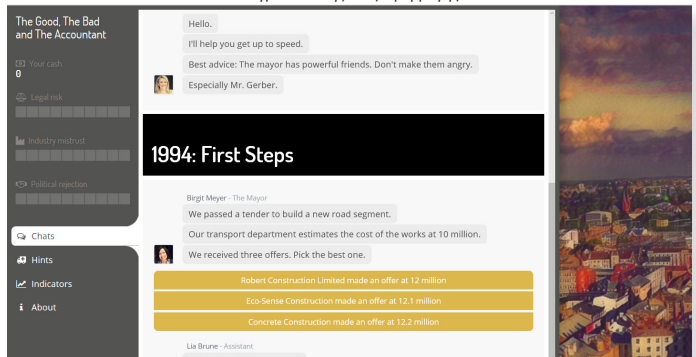 The Good, The Bad
and The Accountant
Your cash
0
Legal risk
Industry mistrust
Political rejection
Chats
Hints
Indicators
About
Hello.
I'll help you get up to speed.
Best advice: The mayor has powerful friends. Don't make them angry.
Especially Mr. Gerber.
1994: First Steps
Birgit Meyer - The Mayor
We passed a tender to build a new road segment.
Our transport department estimates the cost of the works at 10 million.
We received three offers. Pick the best one.
Robert Construction Limited made an offer at 12 million
Eco-Sense Construction made an offer at 12.1 million
Concrete Construction made an offer at 12.2 million
Lia Brune - Assistant